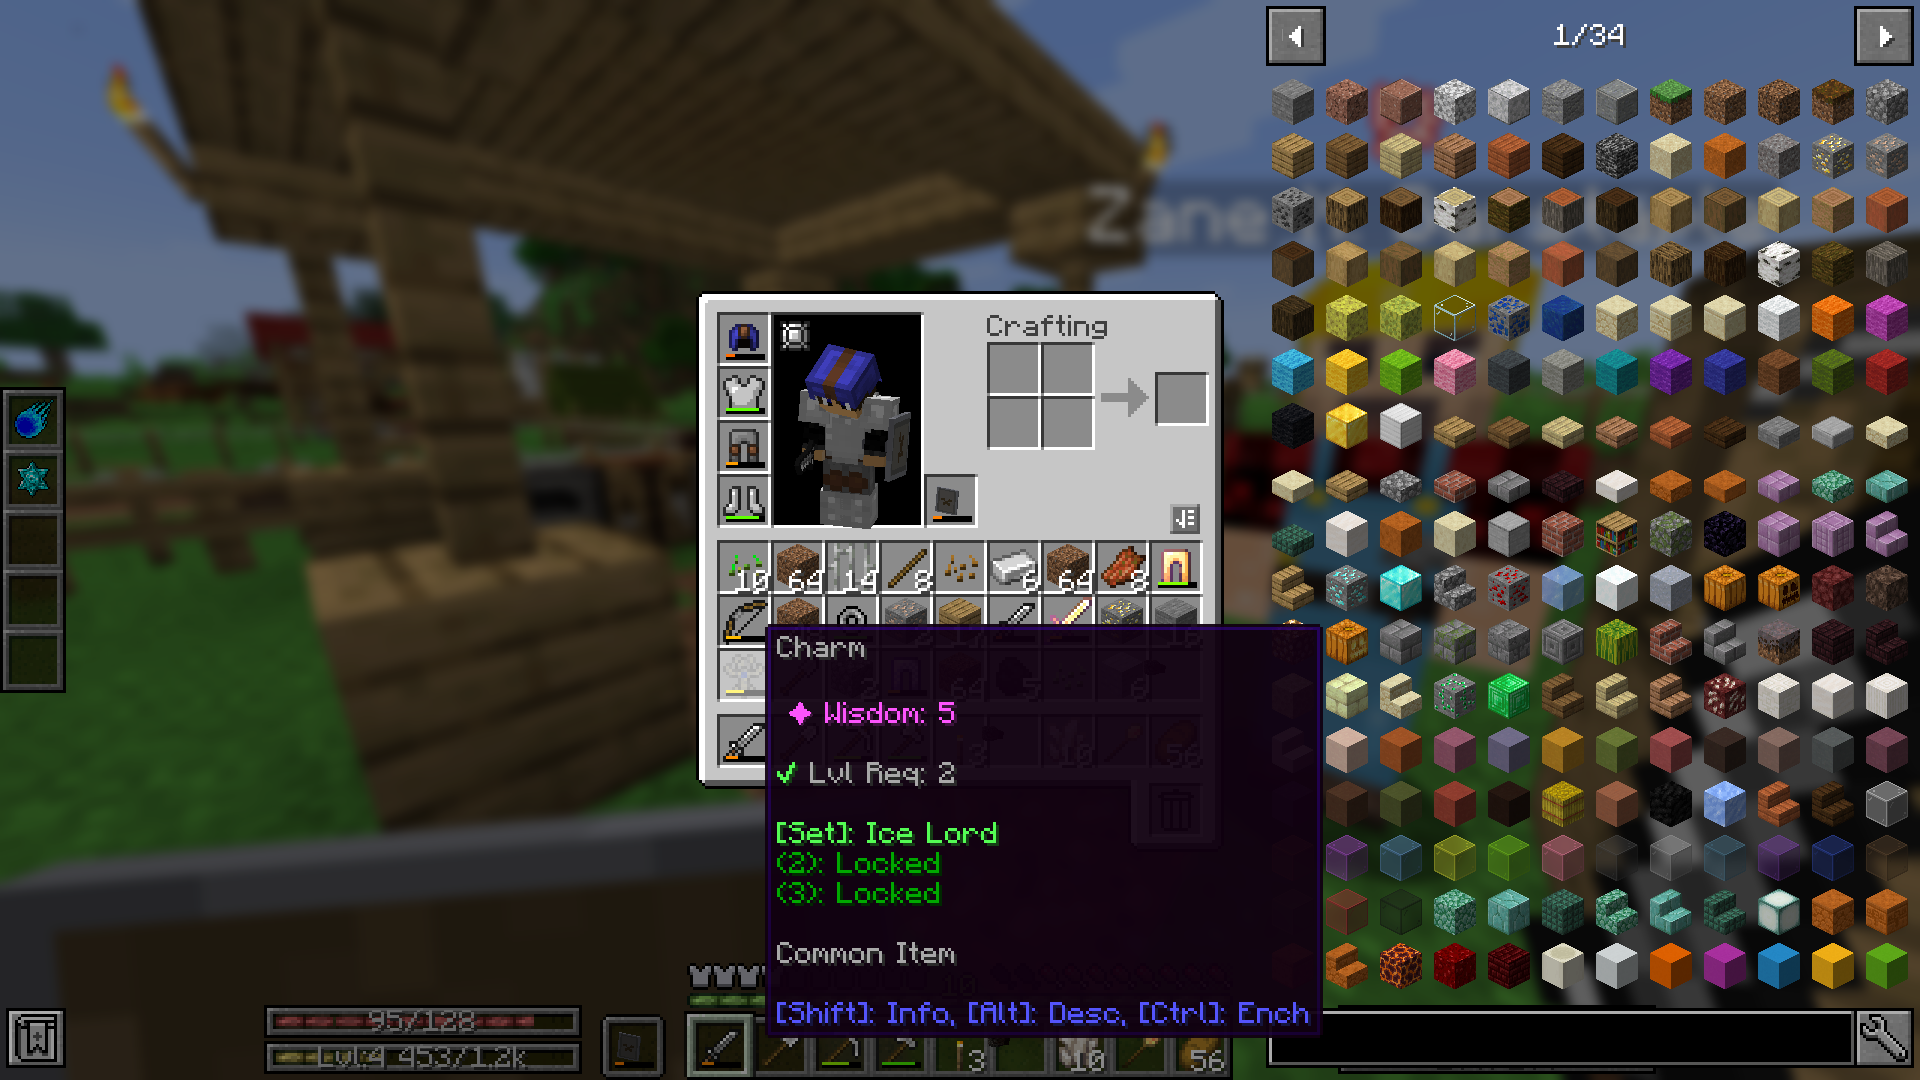 1/34
Zane
Crafting
10 64 14 8 6 64 8
Charm
Wisdom: 5
Lvl Req: 2
[Set]: Ice Lord
(2): Locked
(3): Locked
Common Item
[Shift]: Info, [Alt]: Desc, [Ctrl]: Ench
95/128
Lvl:4 453/1.2k
3 10 56